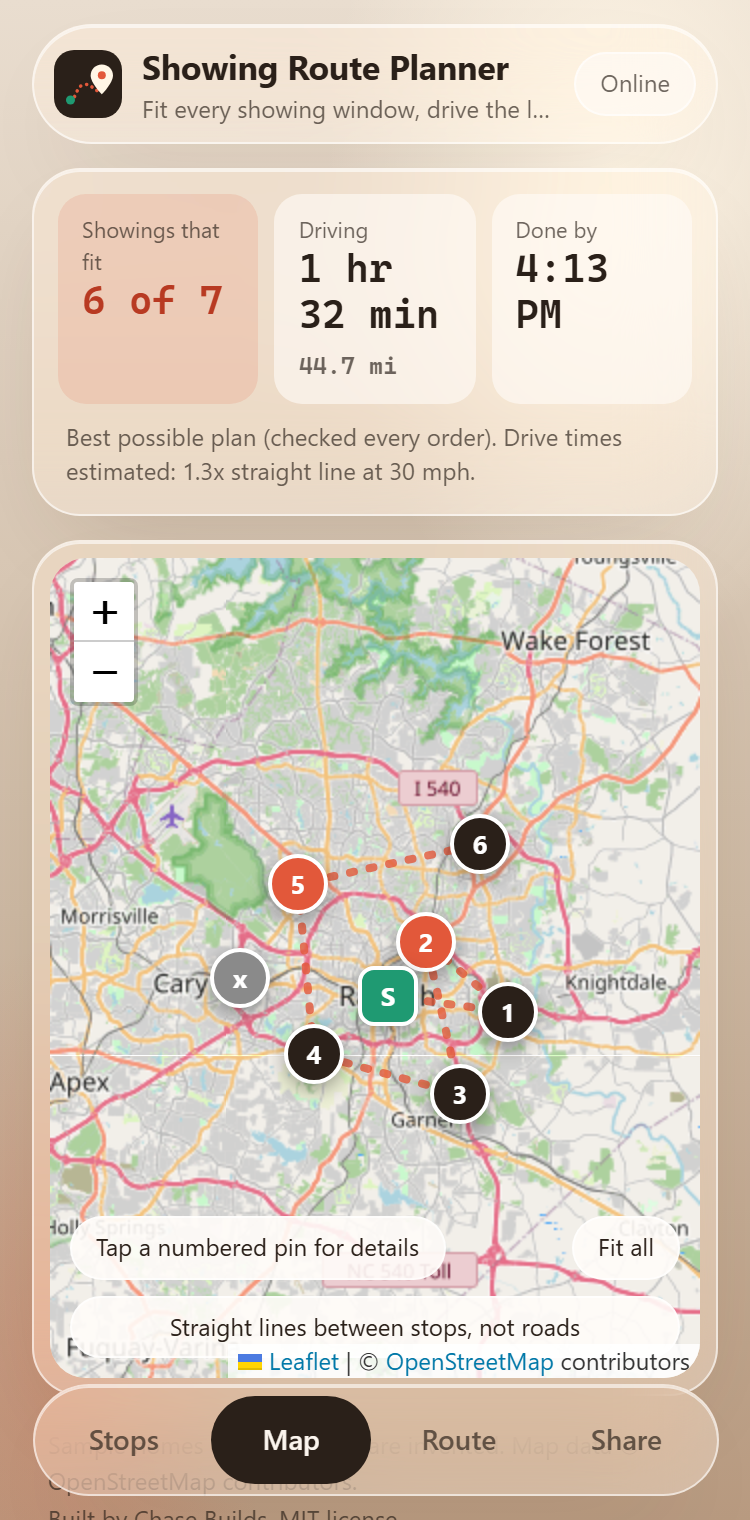 Showing Route Planner
Fit every showing window, drive the l...
Online
Showings that
fit
6 of 7
Driving
1 hr
32 min
44.7 mi
Done by
4:13
PM
Best possible plan (checked every order). Drive times
estimated: 1.3x straight line at 30 mph.
+
−
Wake Forest
I 540
6
5
Morrisville
2
Cary
x
S
Knightdale
1
4
Apex
3
Garner
Holly Springs
Clayton
Tap a numbered pin for details
Fit all
NC 540 Toll
Straight lines between stops, not roads
Leaflet | © OpenStreetMap contributors
Stops
Map
Route
Share
OpenStreetMap contributors.
Built by Chase Builds. MIT license